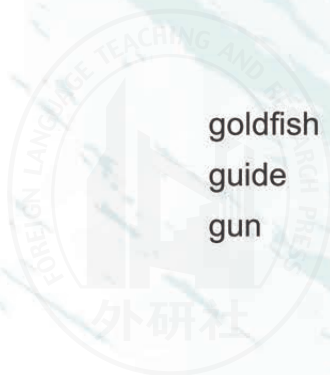 FOREIGN LANGUAGE TEACHING AND RESEARCH PRESS
goldfish
guide
gun
外研社